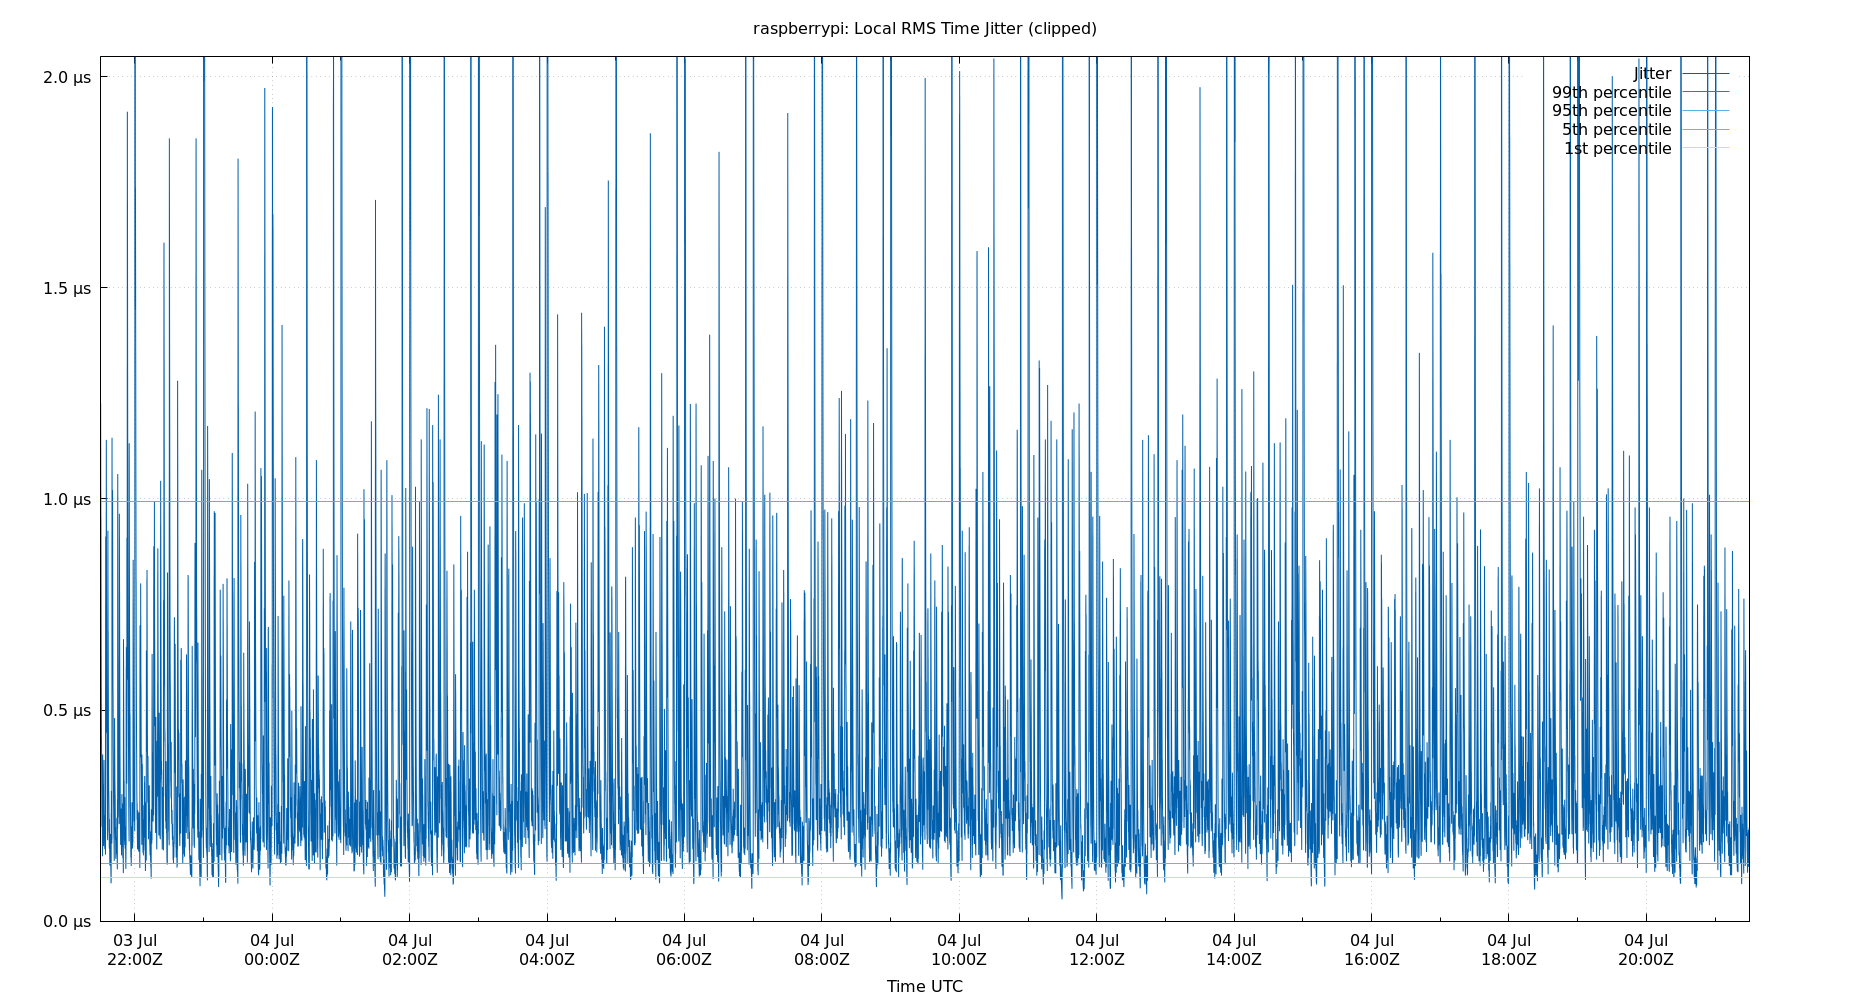 raspberrypi: Local RMS Time Jitter (clipped)
2.0 μs
1.5 μs
1.0 μs
0.5 μs
0.0 μs
Jitter
99th percentile
95th percentile
5th percentile
1st percentile
03 Jul 04 Jul 04 Jul 04 Jul 04 Jul 04 Jul 04 Jul 04 Jul 04 Jul 04 Jul 04 Jul 04 Jul
22:00Z 00:00Z 02:00Z 04:00Z 06:00Z 08:00Z 10:00Z 12:00Z 14:00Z 16:00Z 18:00Z 20:00Z
Time UTC